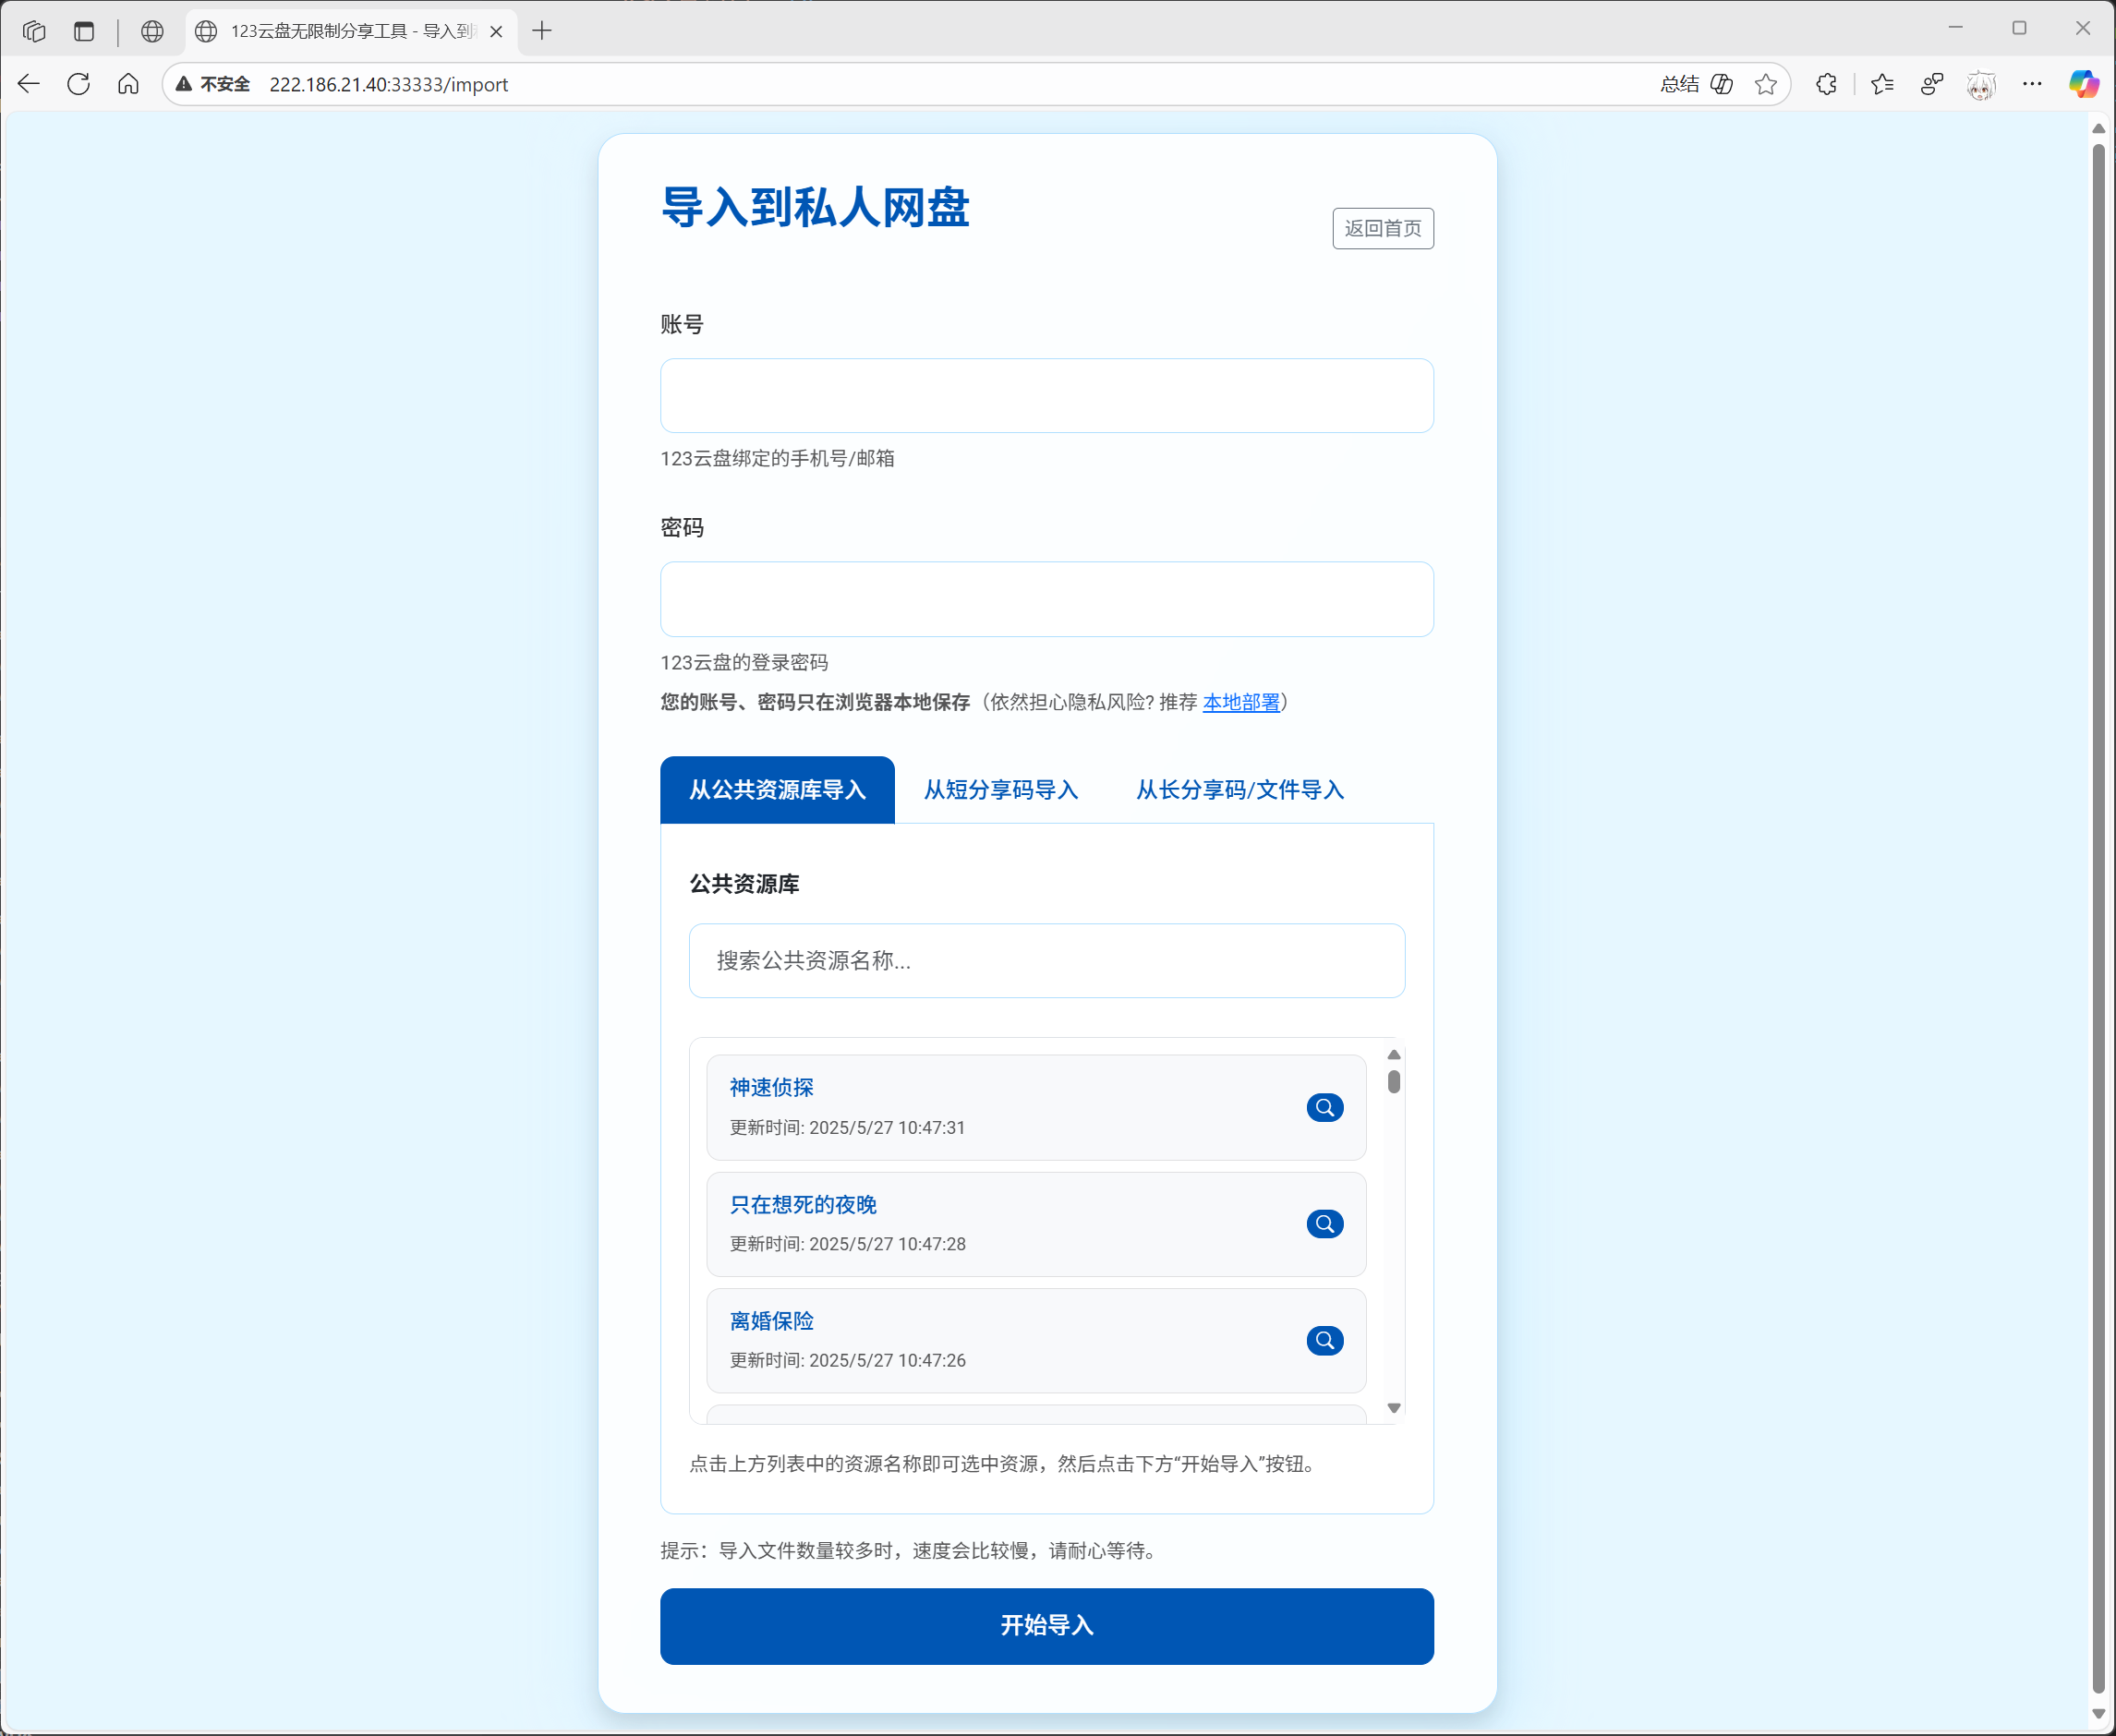 123云盘无限制分享工具 - 导入到
不安全 222.186.21.40:33333/import 总结
导入到私人网盘
返回首页
账号
123云盘绑定的手机号/邮箱
密码
123云盘的登录密码
您的账号、密码只在浏览器本地保存（依然担心隐私风险? 推荐 本地部署）
从公共资源库导入 从短分享码导入 从长分享码/文件导入
公共资源库
搜索公共资源名称...
神速侦探
更新时间: 2025/5/27 10:47:31
只在想死的夜晚
更新时间: 2025/5/27 10:47:28
离婚保险
更新时间: 2025/5/27 10:47:26
点击上方列表中的资源名称即可选中资源，然后点击下方“开始导入”按钮。
提示：导入文件数量较多时，速度会比较慢，请耐心等待。
开始导入